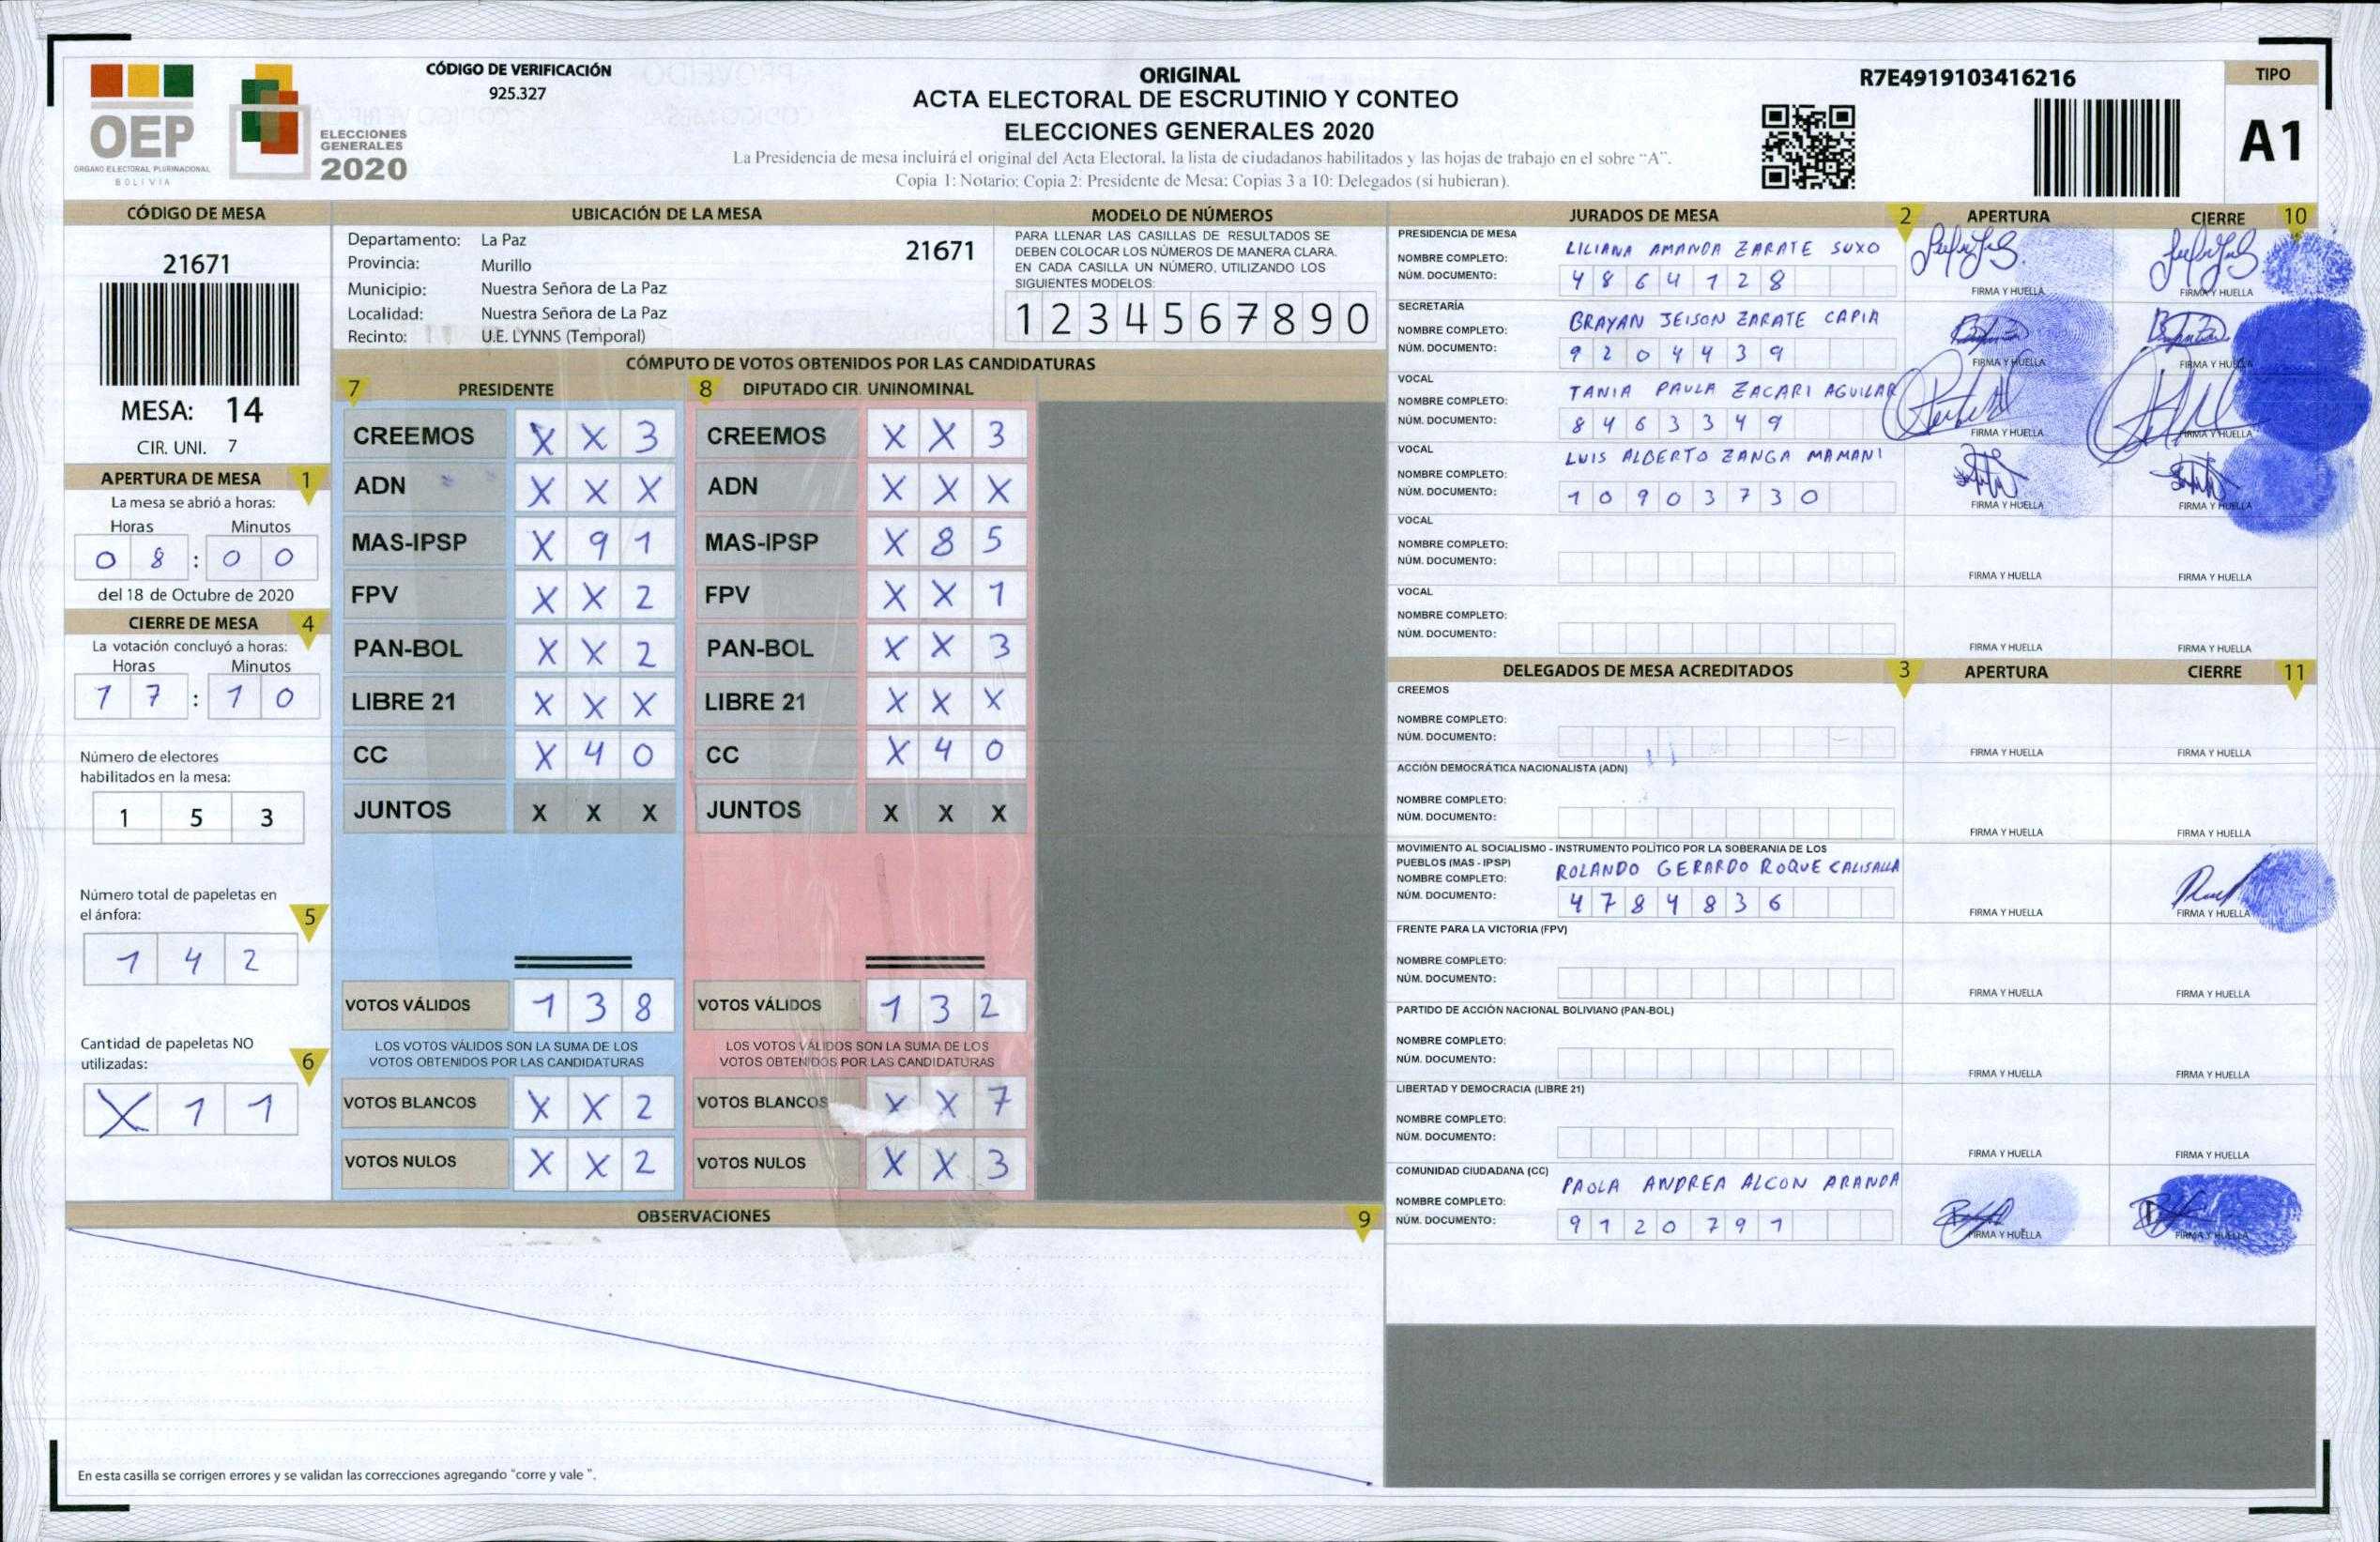 OEP
ORGANO ELECTORAL PLURINACIONAL
BOLIVIA
ELECCIONES
GENERALES
2020
CÓDIGO DE VERIFICACIÓN
925.327
ORIGINAL
ACTA ELECTORAL DE ESCRUTINIO Y CONTEO
ELECCIONES GENERALES 2020
La Presidencia de mesa incluirá el original del Acta Electoral, la lista de ciudadanos habilitados y las hojas de trabajo en el sobre "A".
Copia 1: Notario; Copia 2: Presidente de Mesa; Copias 3 a 10: Delegados (si hubieran).
R7E4919103416216
TIPO
A1
CÓDIGO DE MESA
21671
MESA: 14
CIR. UNI. 7
APERTURA DE MESA 1
La mesa se abrió a horas:
Horas Minutos
0 8 : 0 0
del 18 de Octubre de 2020
CIERRE DE MESA 4
La votación concluyó a horas:
Horas Minutos
1 7 : 1 0
Número de electores
habilitados en la mesa:
1 5 3
Número total de papeletas en
el ánfora: 5
1 4 2
Cantidad de papeletas NO
utilizadas: 6
X 1 1
UBICACIÓN DE LA MESA
Departamento: La Paz 21671
Provincia: Murillo
Municipio: Nuestra Señora de La Paz
Localidad: Nuestra Señora de La Paz
Recinto: U.E. LYNNS (Temporal)
MODELO DE NÚMEROS
PARA LLENAR LAS CASILLAS DE RESULTADOS SE
DEBEN COLOCAR LOS NÚMEROS DE MANERA CLARA.
EN CADA CASILLA UN NÚMERO, UTILIZANDO LOS
SIGUIENTES MODELOS:
1 2 3 4 5 6 7 8 9 0
CÓMPUTO DE VOTOS OBTENIDOS POR LAS CANDIDATURAS
7 PRESIDENTE 8 DIPUTADO CIR. UNINOMINAL
CREEMOS X X 3 CREEMOS X X 3
ADN X X X ADN X X X
MAS-IPSP X 9 1 MAS-IPSP X 8 5
FPV X X 2 FPV X X 1
PAN-BOL X X 2 PAN-BOL X X 3
LIBRE 21 X X X LIBRE 21 X X X
CC X 4 0 CC X 4 0
JUNTOS X X X JUNTOS X X X
VOTOS VÁLIDOS 1 3 8 VOTOS VÁLIDOS 1 3 2
LOS VOTOS VÁLIDOS SON LA SUMA DE LOS LOS VOTOS VÁLIDOS SON LA SUMA DE LOS
VOTOS OBTENIDOS POR LAS CANDIDATURAS VOTOS OBTENIDOS POR LAS CANDIDATURAS
VOTOS BLANCOS X X 2 VOTOS BLANCOS X X 7
VOTOS NULOS X X 2 VOTOS NULOS X X 3
OBSERVACIONES 9
En esta casilla se corrigen errores y se validan las correcciones agregando "corre y vale ".
JURADOS DE MESA 2 APERTURA CIERRE 10
PRESIDENCIA DE MESA
NOMBRE COMPLETO: LILIANA AMANDA ZARATE SUXO
NÚM. DOCUMENTO: 4 8 6 4 1 2 8
FIRMA Y HUELLA FIRMA Y HUELLA
SECRETARÍA
NOMBRE COMPLETO: BRAYAN JEISON ZARATE CAPIA
NÚM. DOCUMENTO: 9 2 0 4 4 3 9
FIRMA Y HUELLA FIRMA Y HUELLA
VOCAL
NOMBRE COMPLETO: TANIA PAULA ZACARI AGUILAR
NÚM. DOCUMENTO: 8 4 6 3 3 4 9
FIRMA Y HUELLA FIRMA Y HUELLA
VOCAL
NOMBRE COMPLETO: LUIS ALBERTO ZANGA MAMANI
NÚM. DOCUMENTO: 1 0 9 0 3 7 3 0
FIRMA Y HUELLA FIRMA Y HUELLA
VOCAL
NOMBRE COMPLETO:
NÚM. DOCUMENTO:
FIRMA Y HUELLA FIRMA Y HUELLA
VOCAL
NOMBRE COMPLETO:
NÚM. DOCUMENTO:
FIRMA Y HUELLA FIRMA Y HUELLA
DELEGADOS DE MESA ACREDITADOS 3 APERTURA CIERRE 11
CREEMOS
NOMBRE COMPLETO:
NÚM. DOCUMENTO:
FIRMA Y HUELLA FIRMA Y HUELLA
ACCIÓN DEMOCRÁTICA NACIONALISTA (ADN)
NOMBRE COMPLETO:
NÚM. DOCUMENTO:
FIRMA Y HUELLA FIRMA Y HUELLA
MOVIMIENTO AL SOCIALISMO - INSTRUMENTO POLÍTICO POR LA SOBERANIA DE LOS
PUEBLOS (MAS - IPSP)
NOMBRE COMPLETO: ROLANDO GERARDO ROQUE CALISALLA
NÚM. DOCUMENTO: 4 7 8 4 8 3 6
FIRMA Y HUELLA FIRMA Y HUELLA
FRENTE PARA LA VICTORIA (FPV)
NOMBRE COMPLETO:
NÚM. DOCUMENTO:
FIRMA Y HUELLA FIRMA Y HUELLA
PARTIDO DE ACCIÓN NACIONAL BOLIVIANO (PAN-BOL)
NOMBRE COMPLETO:
NÚM. DOCUMENTO:
FIRMA Y HUELLA FIRMA Y HUELLA
LIBERTAD Y DEMOCRACIA (LIBRE 21)
NOMBRE COMPLETO:
NÚM. DOCUMENTO:
FIRMA Y HUELLA FIRMA Y HUELLA
COMUNIDAD CIUDADANA (CC)
NOMBRE COMPLETO: PAOLA ANDREA ALCON ARANDA
NÚM. DOCUMENTO: 9 1 2 0 7 9 1
FIRMA Y HUELLA FIRMA Y HUELLA